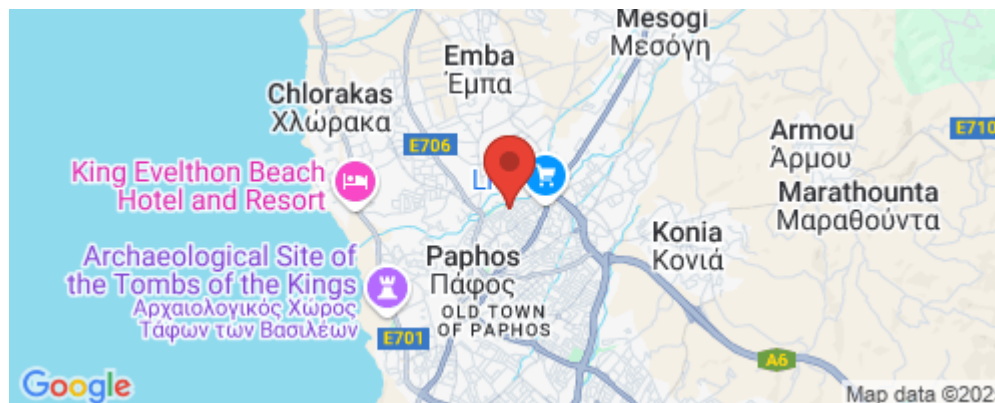 Mesogi
Μεσόγη
Emba
Έμπα
Chlorakas
Χλώρακα
E710
Armou
Άρμου
E706
King Evelthon Beach
Hotel and Resort
Marathounta
Μαραθούντα
Konia
Κονιά
Archaeological Site of
the Tombs of the Kings
Αρχαιολογικός Χώρος
Τάφων των Βασιλέων
Paphos
Πάφος
OLD TOWN
OF PAPHOS
E701
A6
Google
Map data ©202